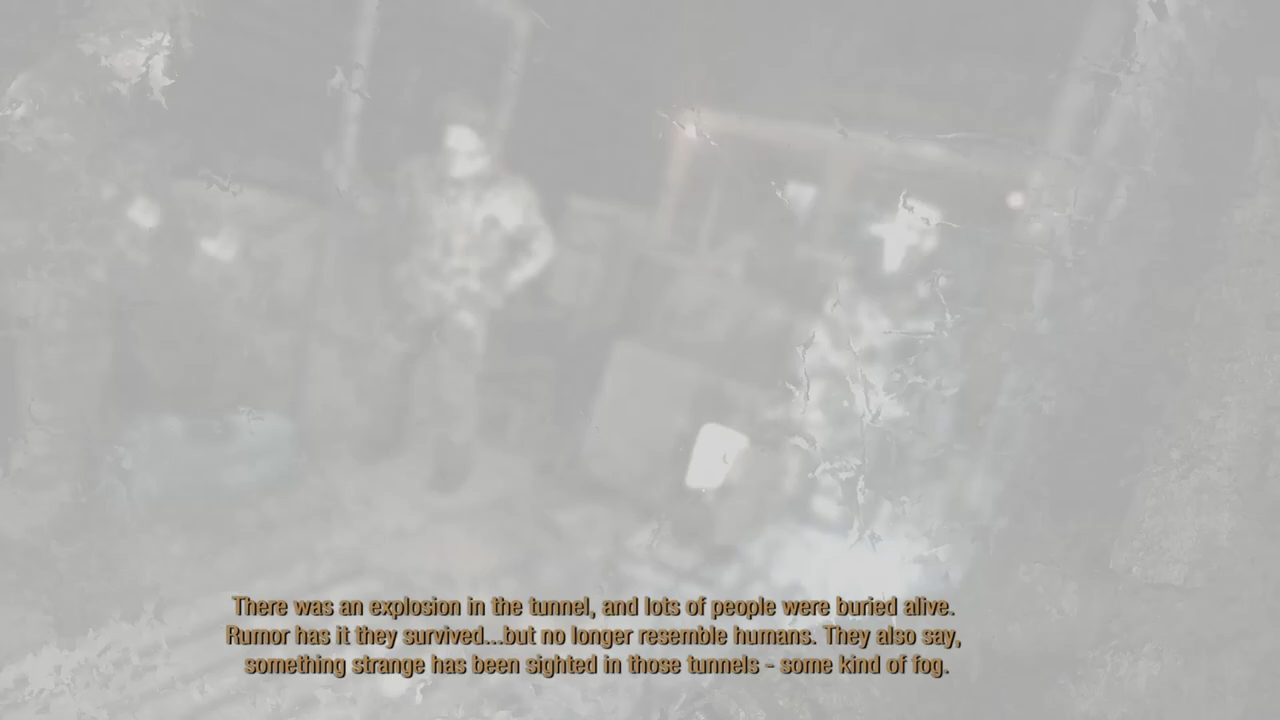 There was an explosion in the tunnel, and lots of people were buried alive.
Rumor has it they survived...but no longer resemble humans. They also say,
something strange has been sighted in those tunnels - some kind of fog.